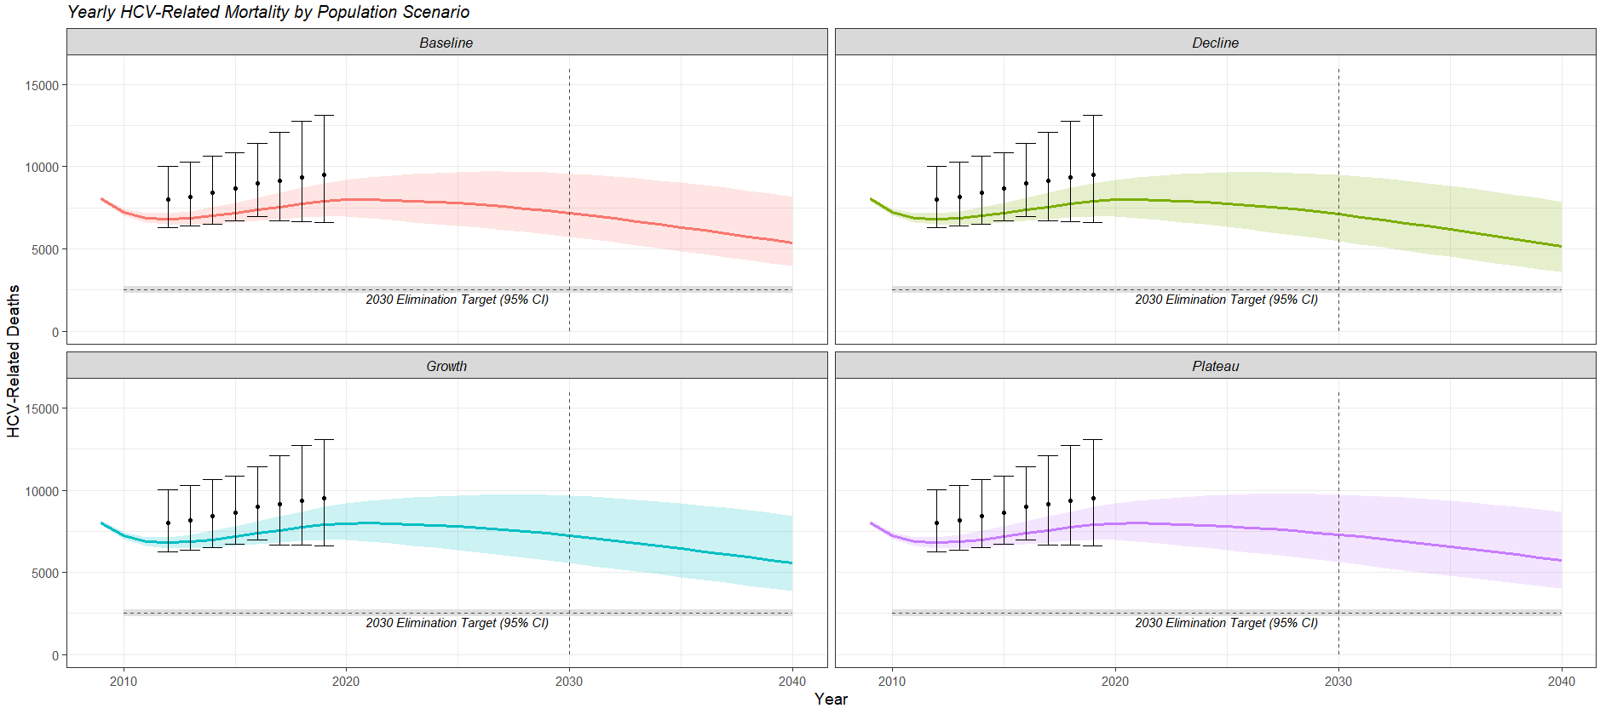 Yearly HCV-Related Mortality by Population Scenario
Baseline
Decline
15000
10000
5000
0
2030 Elimination Target (95% CI)
2030 Elimination Target (95% CI)
HCV-Related Deaths
Growth
Plateau
15000
10000
5000
0
2030 Elimination Target (95% CI)
2030 Elimination Target (95% CI)
2010 2020 2030 2040 2010 2020 2030 2040
Year